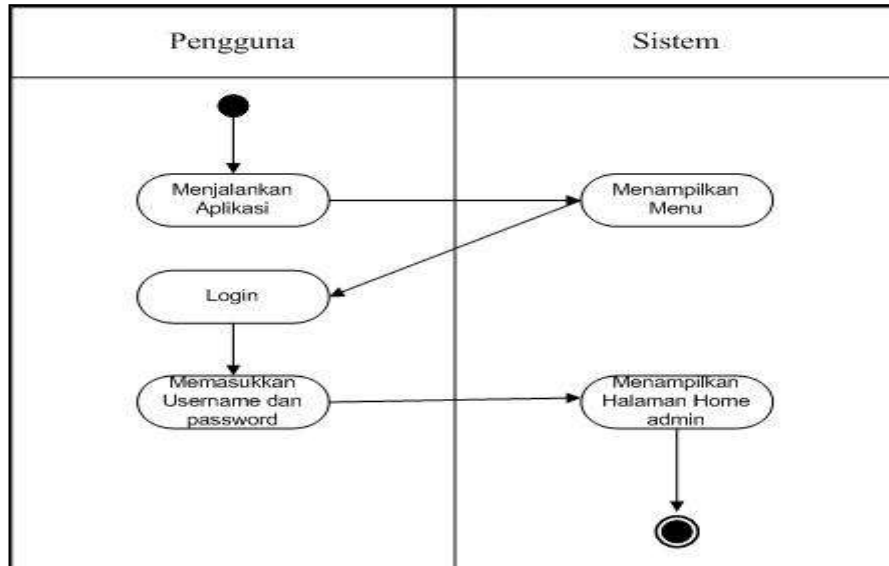 Pengguna
Sistem
Menjalankan
Aplikasi
Menampilkan
Menu
Login
Memasukkan
Username dan
password
Menampilkan
Halaman Home
admin